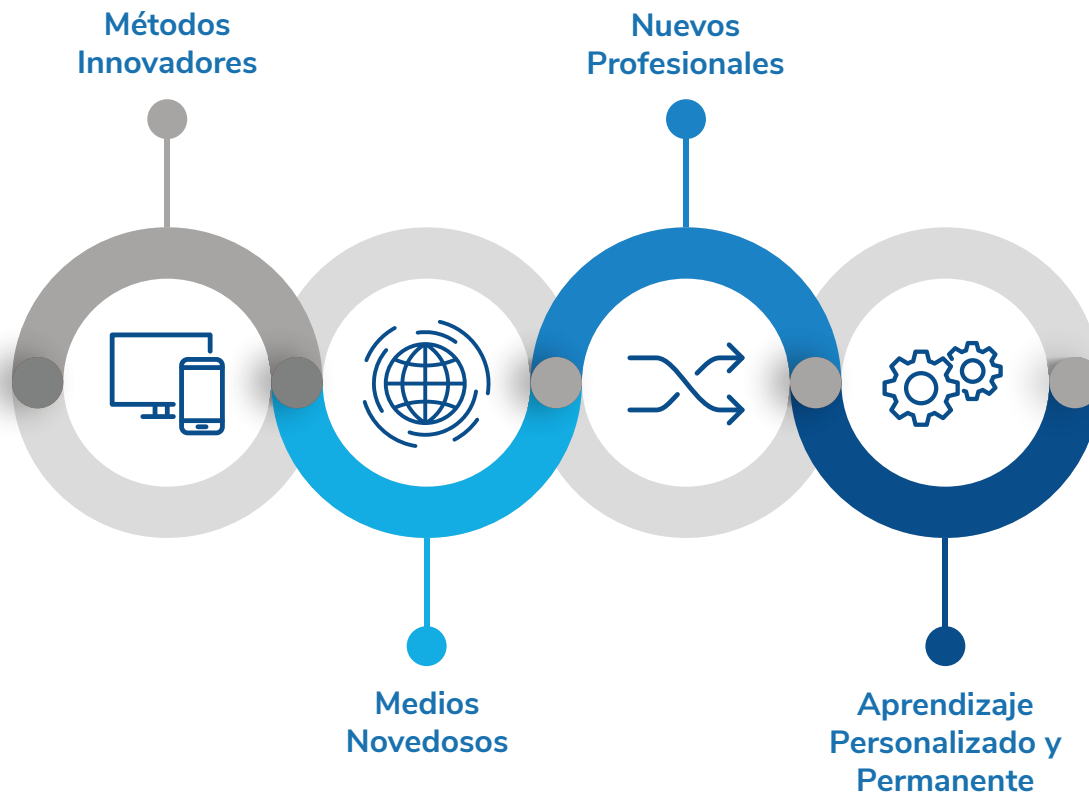 Métodos
Innovadores
Nuevos
Profesionales
Medios
Novedosos
Aprendizaje
Personalizado y
Permanente